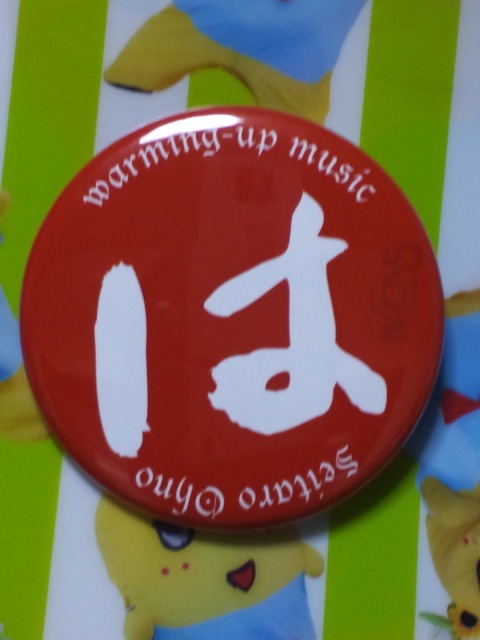 warming-up music
は
Seitaro Ohno